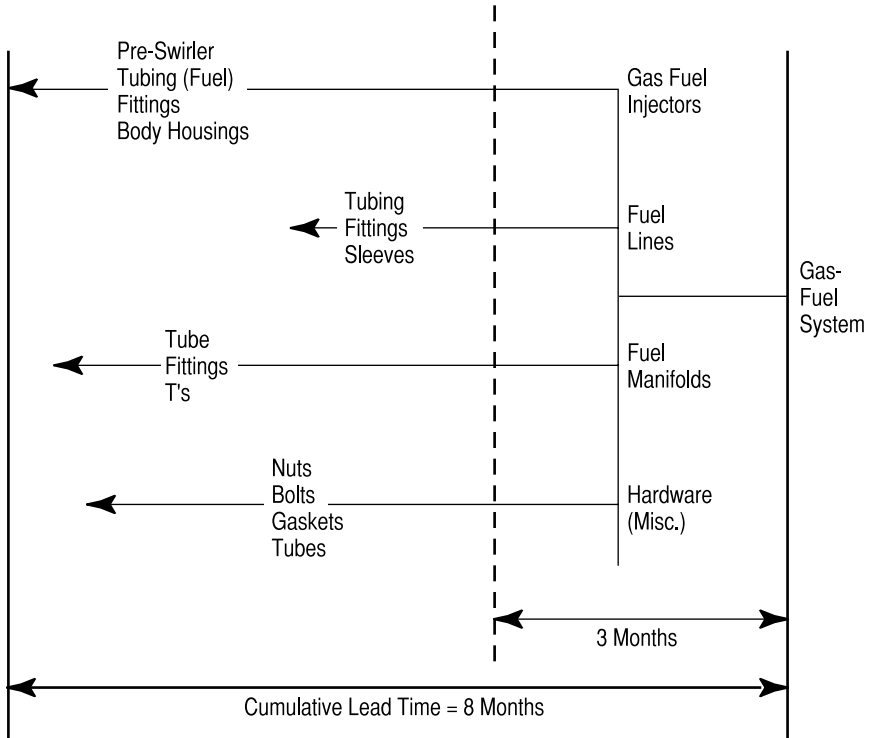 Pre-Swirler
Tubing (Fuel)
Fittings
Body Housings
Gas Fuel
Injectors
Tubing
Fittings
Sleeves
Fuel
Lines
Gas-
Fuel
System
Tube
Fittings
T's
Fuel
Manifolds
Nuts
Bolts
Gaskets
Tubes
Hardware
(Misc.)
3 Months
Cumulative Lead Time = 8 Months